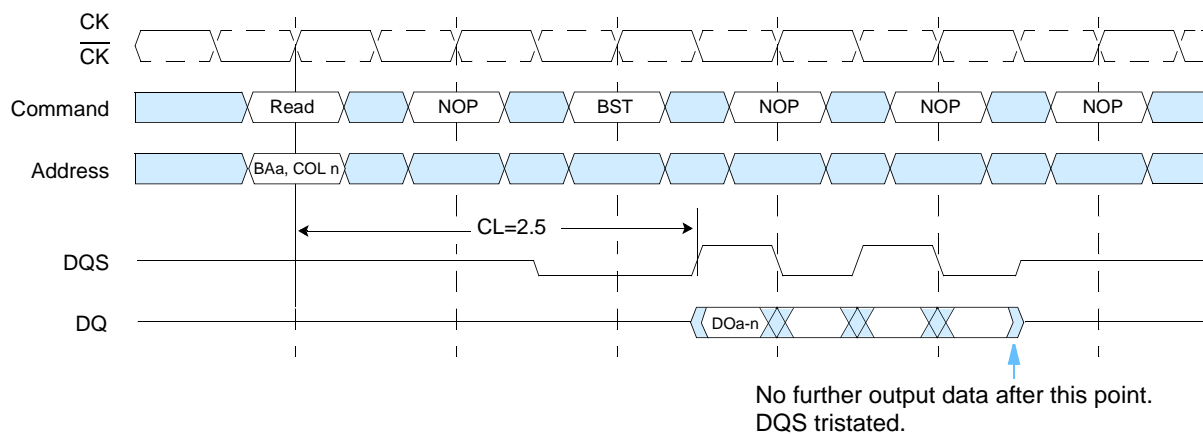 CK
CK
Command Read NOP BST NOP NOP NOP
Address BAa, COL n
CL=2.5
DQS
DQ DOa-n
No further output data after this point.
DQS tristated.